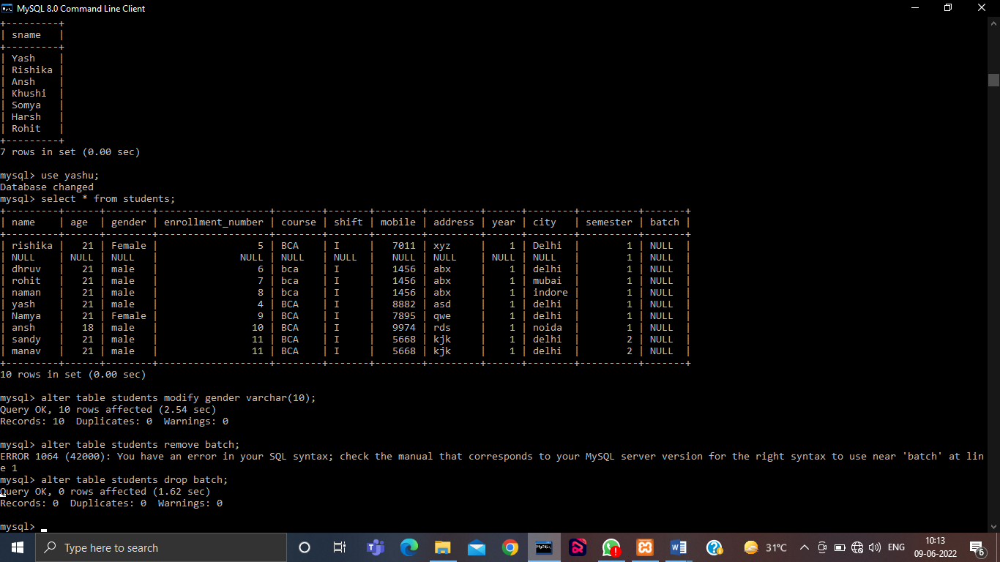 MySQL 8.0 Command Line Client
+---------+
| sname   |
+---------+
| Yash    |
| Rishika |
| Ansh    |
| Khushi  |
| Somya   |
| Harsh   |
| Rohit   |
+---------+
7 rows in set (0.00 sec)
mysql> use yashu;
Database changed
mysql> select * from students;
+---------+------+--------+-------------------+--------+-------+--------+---------+------+--------+----------+-------+
| name    | age  | gender | enrollment_number | course | shift | mobile | address | year | city   | semester | batch |
+---------+------+--------+-------------------+--------+-------+--------+---------+------+--------+----------+-------+
| rishika |   21 | Female |                 5 | BCA    | I     |   7011 | xyz     |    1 | Delhi  |        1 | NULL  |
| NULL    | NULL | NULL   |              NULL | NULL   | NULL  |   NULL | NULL    | NULL | NULL   |        1 | NULL  |
| dhruv   |   21 | male   |                 6 | bca    | I     |   1456 | abx     |    1 | delhi  |        1 | NULL  |
| rohit   |   21 | male   |                 7 | bca    | I     |   1456 | abx     |    1 | mubai  |        1 | NULL  |
| naman   |   21 | male   |                 8 | bca    | I     |   1456 | abx     |    1 | indore |        1 | NULL  |
| yash    |   21 | male   |                 4 | BCA    | I     |   8882 | asd     |    1 | delhi  |        1 | NULL  |
| Namya   |   21 | Female |                 9 | BCA    | I     |   7895 | qwe     |    1 | delhi  |        1 | NULL  |
| ansh    |   18 | male   |                10 | BCA    | I     |   9974 | rds     |    1 | noida  |        1 | NULL  |
| sandy   |   21 | male   |                11 | BCA    | I     |   5668 | kjk     |    1 | delhi  |        2 | NULL  |
| manav   |   21 | male   |                11 | BCA    | I     |   5668 | kjk     |    1 | delhi  |        2 | NULL  |
+---------+------+--------+-------------------+--------+-------+--------+---------+------+--------+----------+-------+
10 rows in set (0.00 sec)
mysql> alter table students modify gender varchar(10);
Query OK, 10 rows affected (2.54 sec)
Records: 10  Duplicates: 0  Warnings: 0
mysql> alter table students remove batch;
ERROR 1064 (42000): You have an error in your SQL syntax; check the manual that corresponds to your MySQL server version for the right syntax to use near 'batch' at lin
e 1
mysql> alter table students drop batch;
Query OK, 0 rows affected (1.62 sec)
Records: 0  Duplicates: 0  Warnings: 0
mysql>
Type here to search
31°C
ENG
10:13
09-06-2022
6